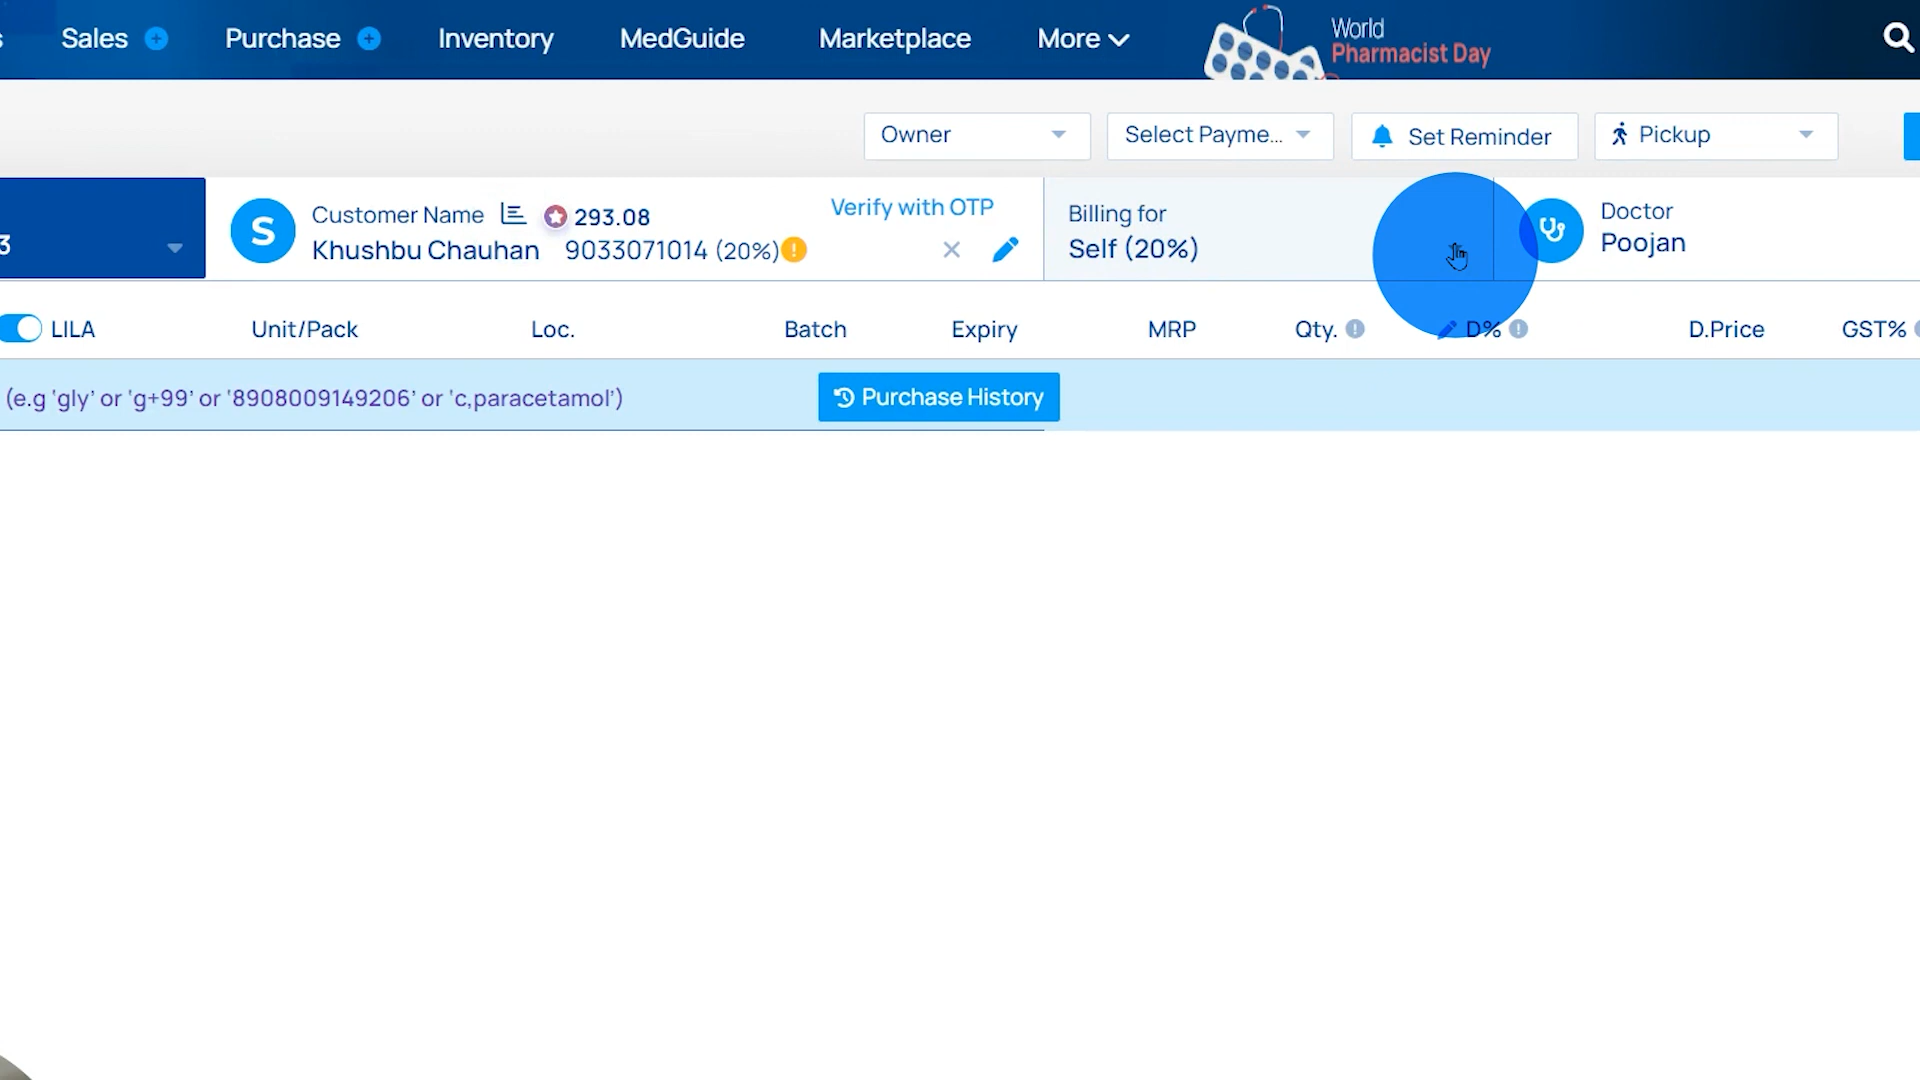 s Sales Purchase Inventory MedGuide Marketplace More World
Pharmacist Day
Owner Select Payme... Set Reminder Pickup
3
S
Customer Name 293.08 Verify with OTP
Khushbu Chauhan 9033071014 (20%)
Billing for
Self (20%)
Doctor
Poojan
LILA Unit/Pack Loc. Batch Expiry MRP Qty. D% D.Price GST%
(e.g ‘gly’ or ‘g+99’ or ‘8908009149206’ or ‘c,paracetamol’) Purchase History